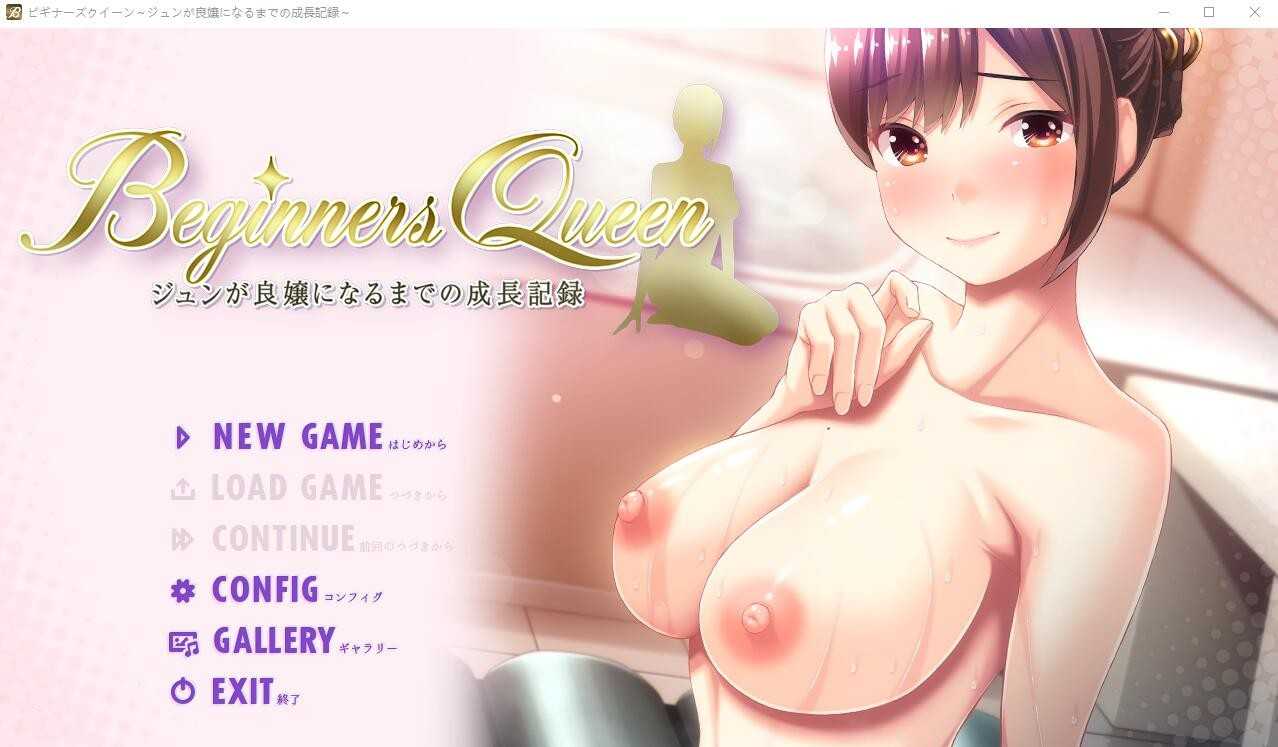 ビギナーズクイーン～ジュンが良嬢になるまでの成長記録～
Beginners Queen
ジュンが良嬢になるまでの成長記録
NEW GAME はじめから
LOAD GAME つづきから
CONTINUE 前回のつづきから
CONFIG コンフィグ
GALLERY ギャラリー
EXIT 終了